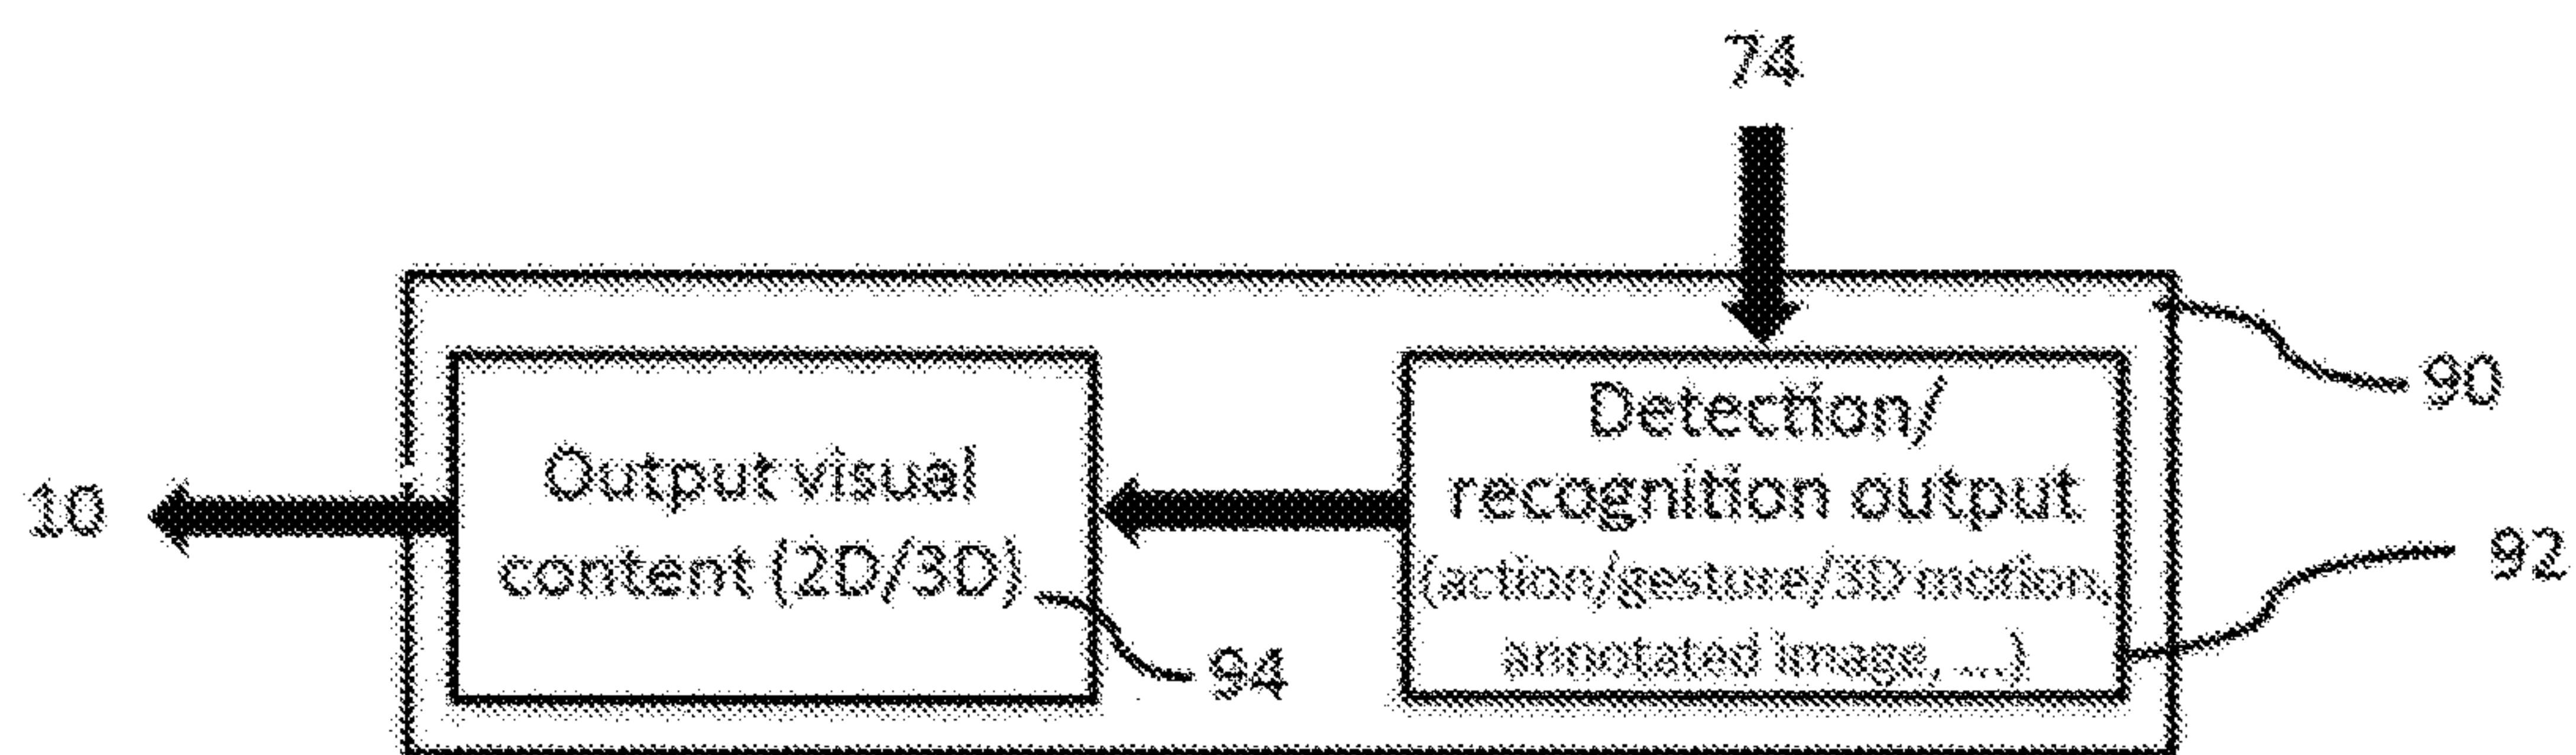 74
90
Detection/
recognition output
(action/gesture/3D motion,
annotated image, ....)
92
Output visual
content (2D/3D)
94
10